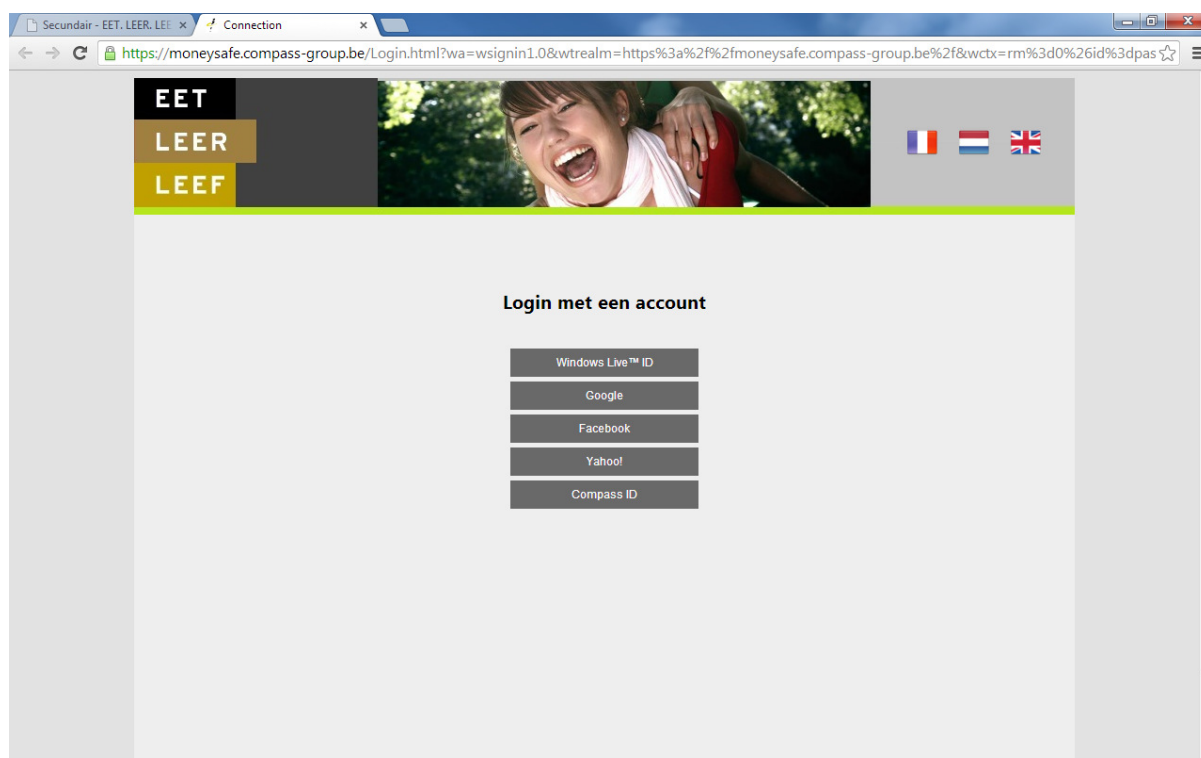 Secundair - EET. LEER. LEE
Connection
https://moneysafe.compass-group.be/Login.html?wa=wsignin1.0&wtrealm=https%3a%2f%2fmoneysafe.compass-group.be%2f&wctx=rm%3d0%26id%3dpas
EET
LEER
LEEF
Login met een account
Windows Live™ ID
Google
Facebook
Yahoo!
Compass ID